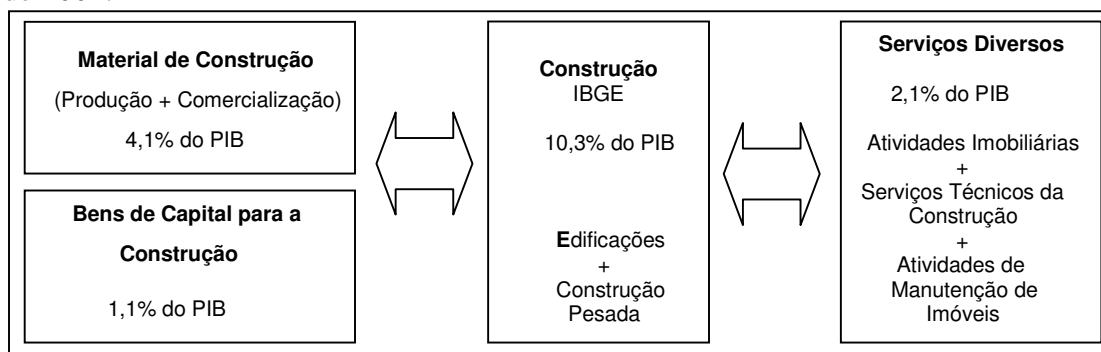 Material de Construção
(Produção + Comercialização)
4,1% do PIB
Bens de Capital para a
Construção
1,1% do PIB
Construção
IBGE
10,3% do PIB
Edificações
+
Construção
Pesada
Serviços Diversos
2,1% do PIB
Atividades Imobiliárias
+
Serviços Técnicos da
Construção
+
Atividades de
Manutenção de
Imóveis